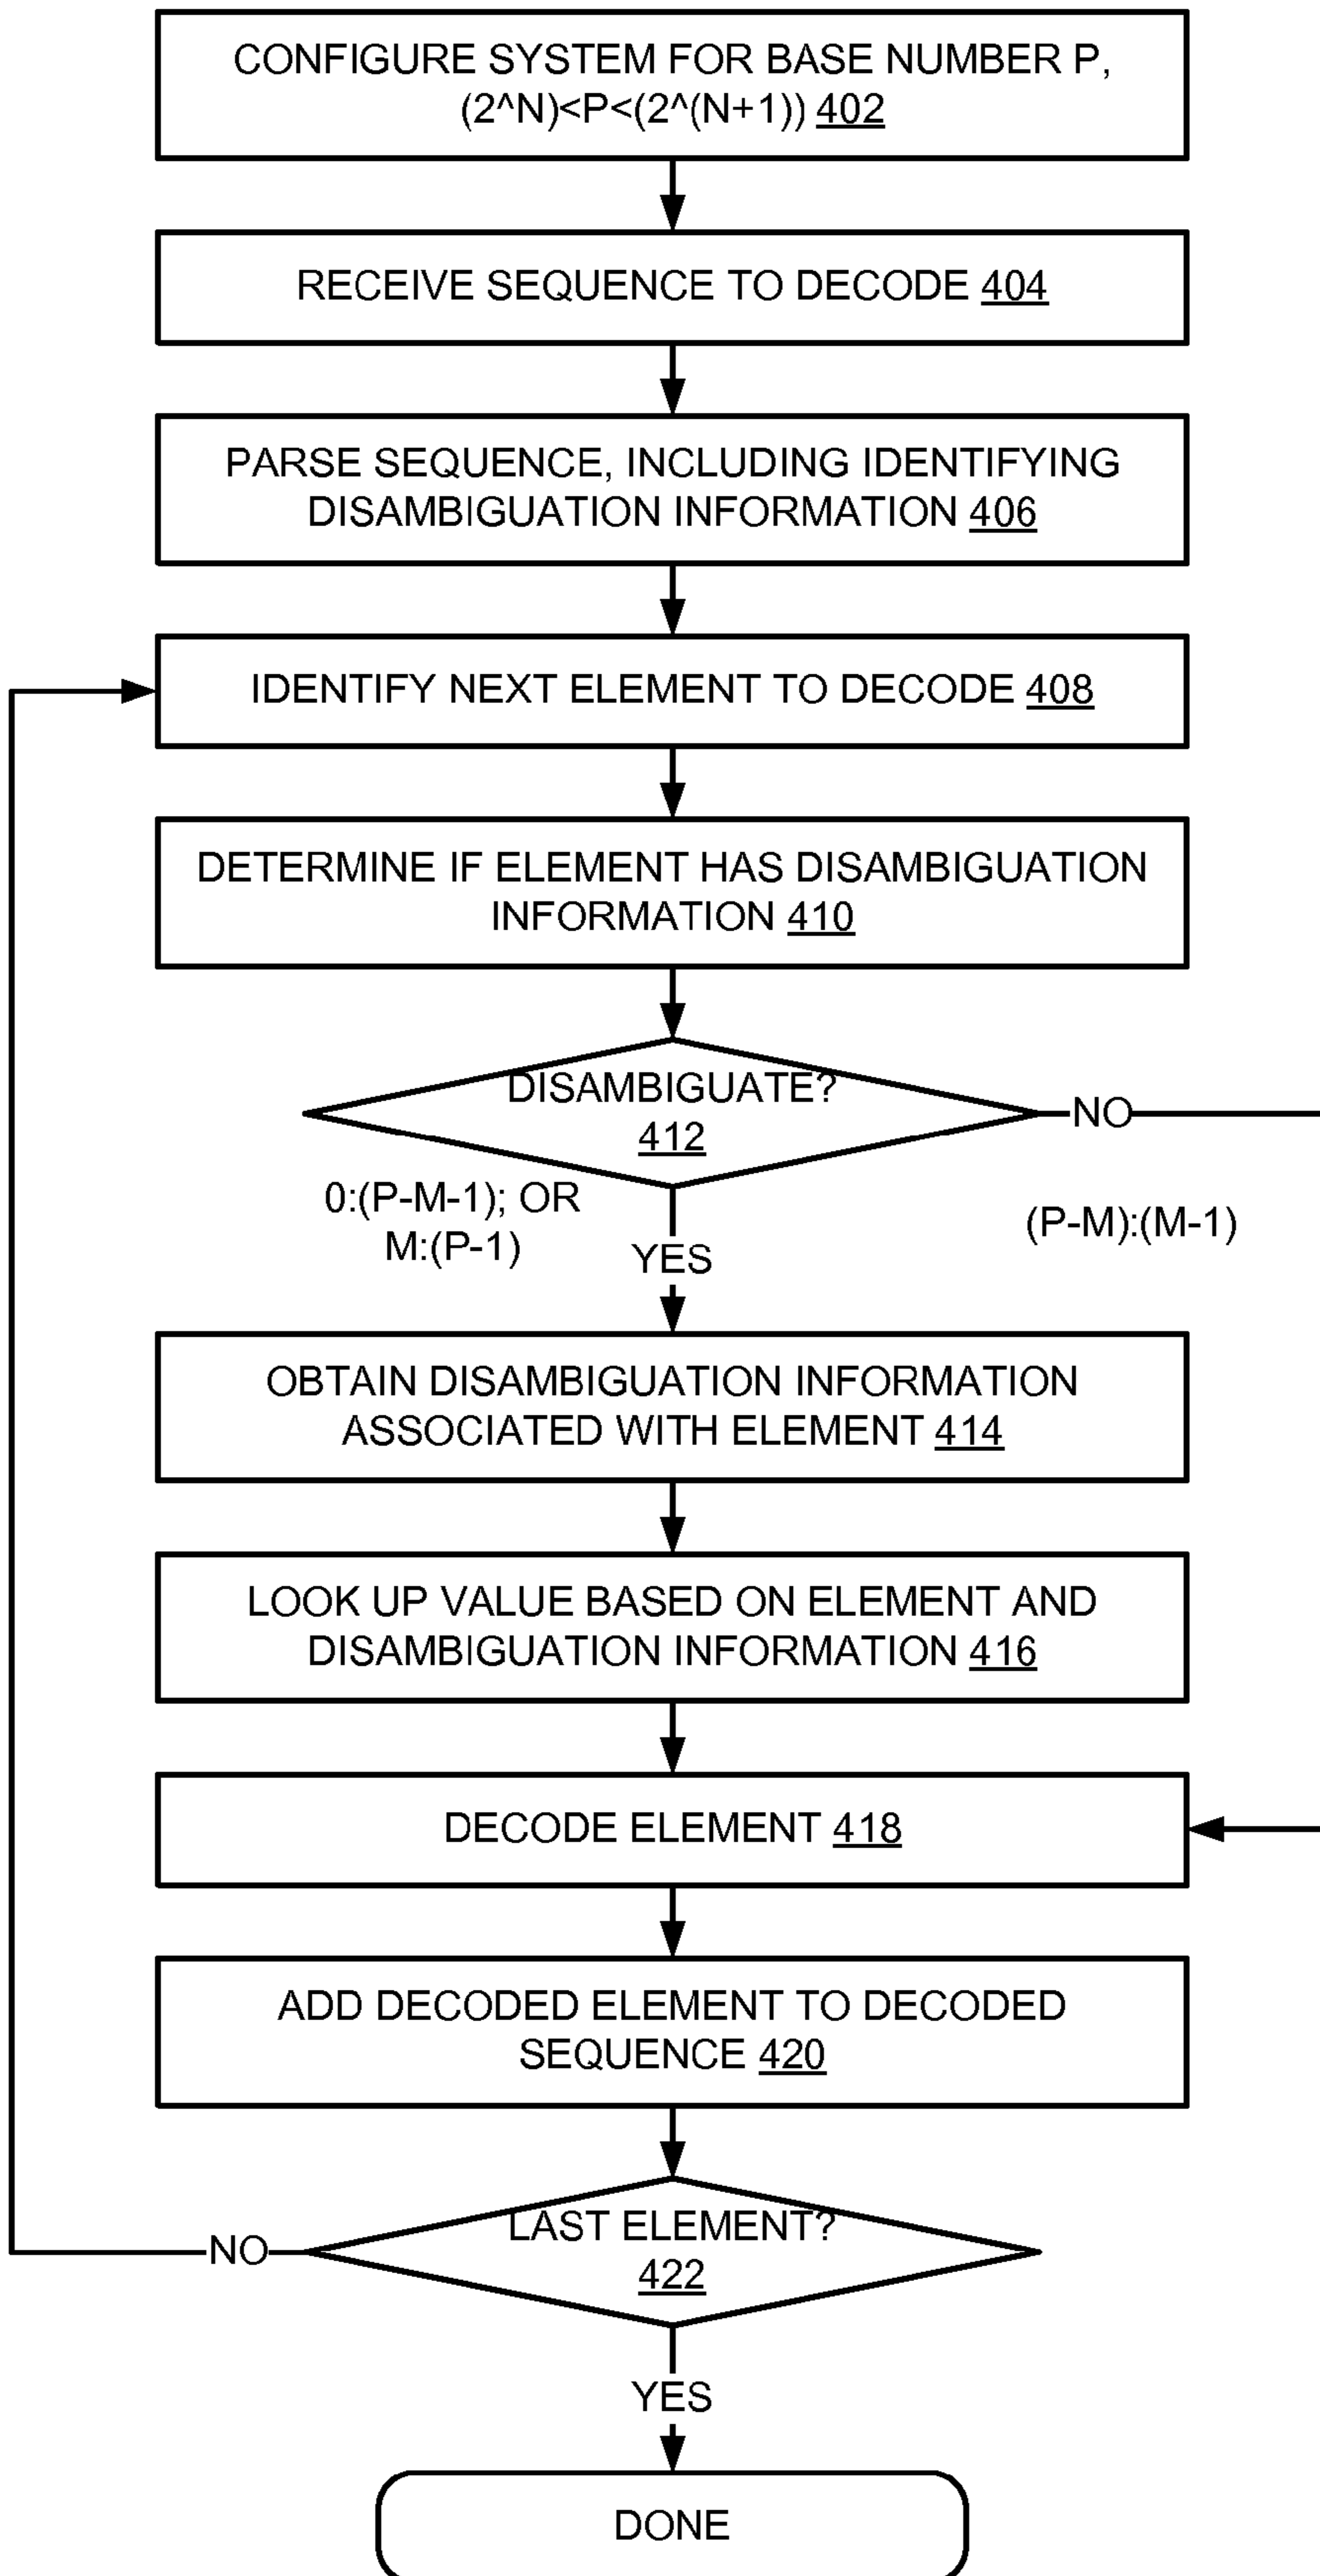 CONFIGURE SYSTEM FOR BASE NUMBER P,
(2^N)<P<(2^(N+1)) 402
RECEIVE SEQUENCE TO DECODE 404
PARSE SEQUENCE, INCLUDING IDENTIFYING
DISAMBIGUATION INFORMATION 406
IDENTIFY NEXT ELEMENT TO DECODE 408
DETERMINE IF ELEMENT HAS DISAMBIGUATION
INFORMATION 410
DISAMBIGUATE?
412
NO
0:(P-M-1); OR
M:(P-1)
(P-M):(M-1)
YES
OBTAIN DISAMBIGUATION INFORMATION
ASSOCIATED WITH ELEMENT 414
LOOK UP VALUE BASED ON ELEMENT AND
DISAMBIGUATION INFORMATION 416
DECODE ELEMENT 418
ADD DECODED ELEMENT TO DECODED
SEQUENCE 420
LAST ELEMENT?
422
NO
YES
DONE